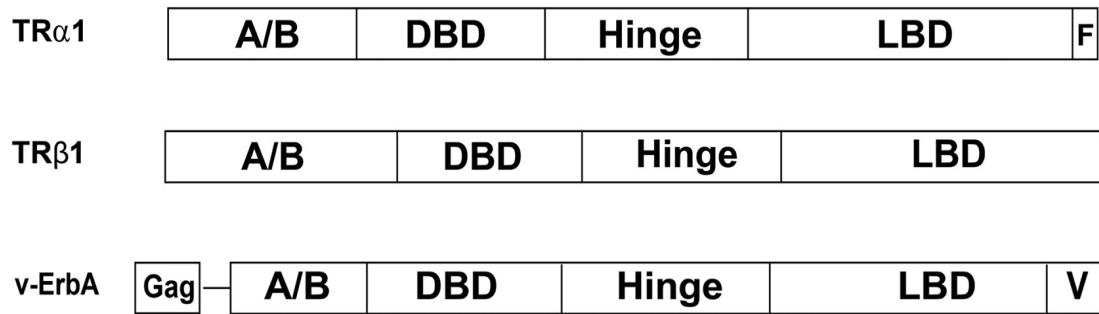 TRα1 A/B DBD Hinge LBD F
TRβ1 A/B DBD Hinge LBD
v-ErbA Gag A/B DBD Hinge LBD V